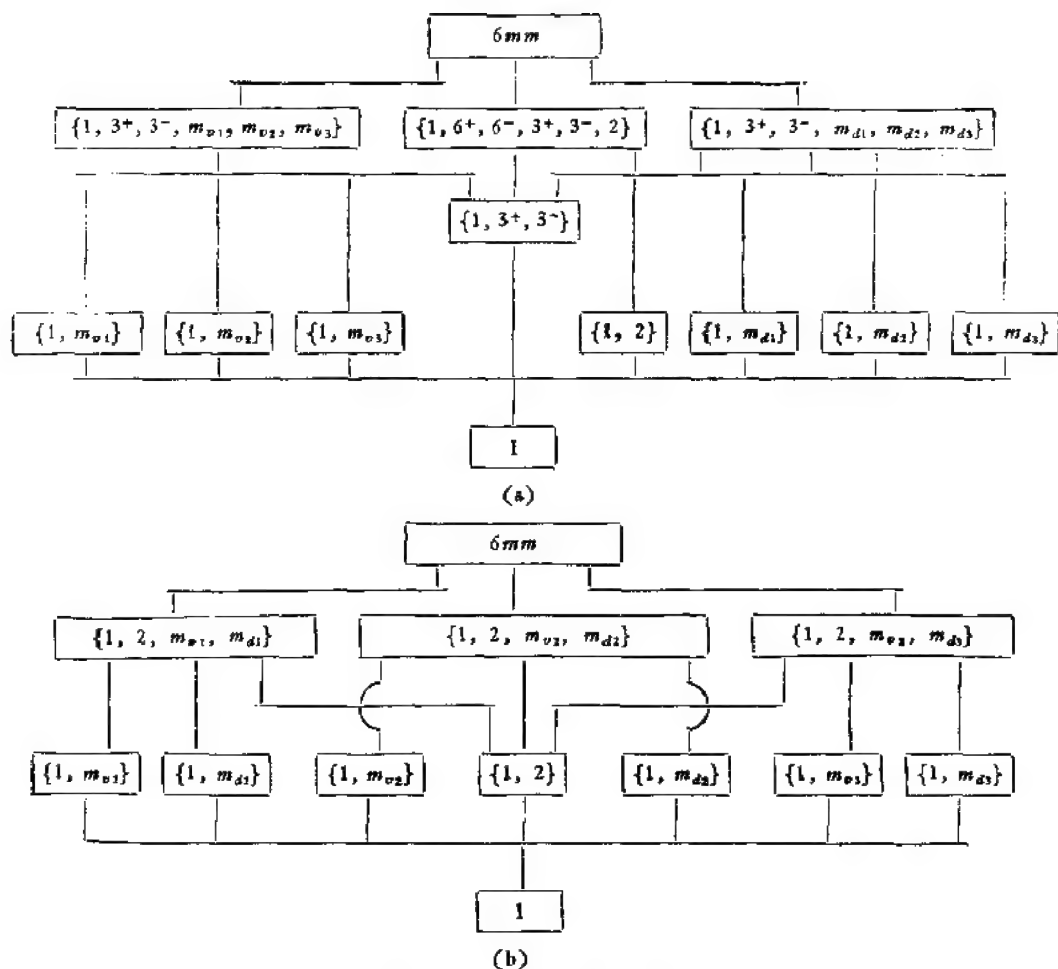 6mm
{1, 3⁺, 3⁻, m_v1, m_v2, m_v3}
{1, 6⁺, 6⁻, 3⁺, 3⁻, 2}
{1, 3⁺, 3⁻, m_d1, m_d2, m_d3}
{1, 3⁺, 3⁻}
{1, m_v1}
{1, m_v2}
{1, m_v3}
{1, 2}
{1, m_d1}
{1, m_d2}
{1, m_d3}
1
(a)
6mm
{1, 2, m_v1, m_d1}
{1, 2, m_v2, m_d2}
{1, 2, m_v2, m_d3}
{1, m_v1}
{1, m_d1}
{1, m_v2}
{1, 2}
{1, m_d2}
{1, m_v3}
{1, m_d3}
1
(b)